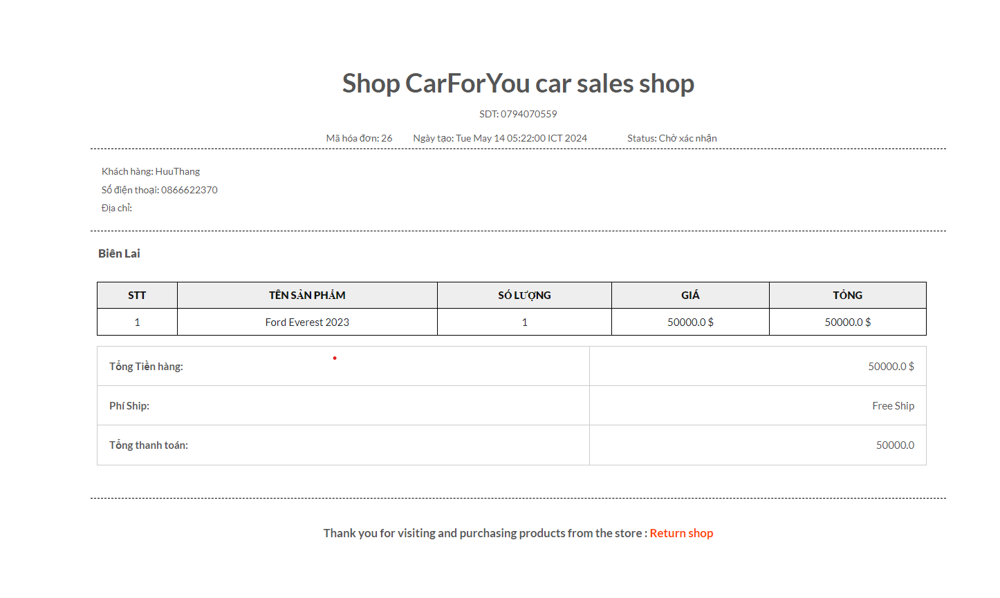 Shop CarForYou car sales shop
SDT: 0794070559
Mã hóa đơn: 26 Ngày tạo: Tue May 14 05:22:00 ICT 2024 Status: Chờ xác nhận
Khách hàng: HuuThang
Số điện thoại: 0866622370
Địa chỉ:
Biên Lai
STT TÊN SẢN PHẨM SỐ LƯỢNG GIÁ TỔNG
1 Ford Everest 2023 1 50000.0 $ 50000.0 $
Tổng Tiền hàng: 50000.0 $
Phí Ship: Free Ship
Tổng thanh toán: 50000.0
Thank you for visiting and purchasing products from the store : Return shop